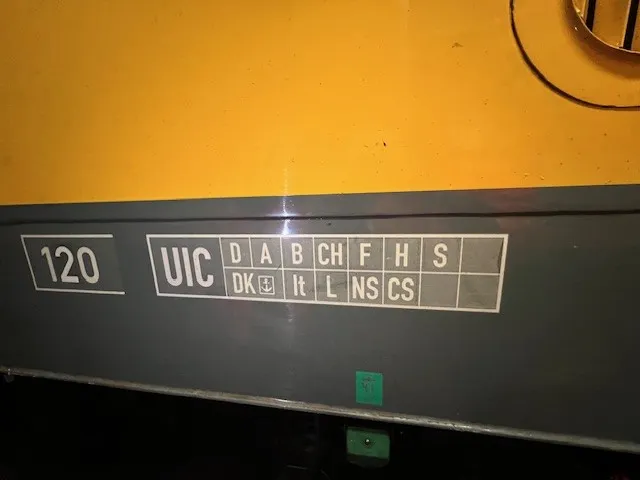 120
UIC
D A B CH F H S
DK ⚓ It L NS CS